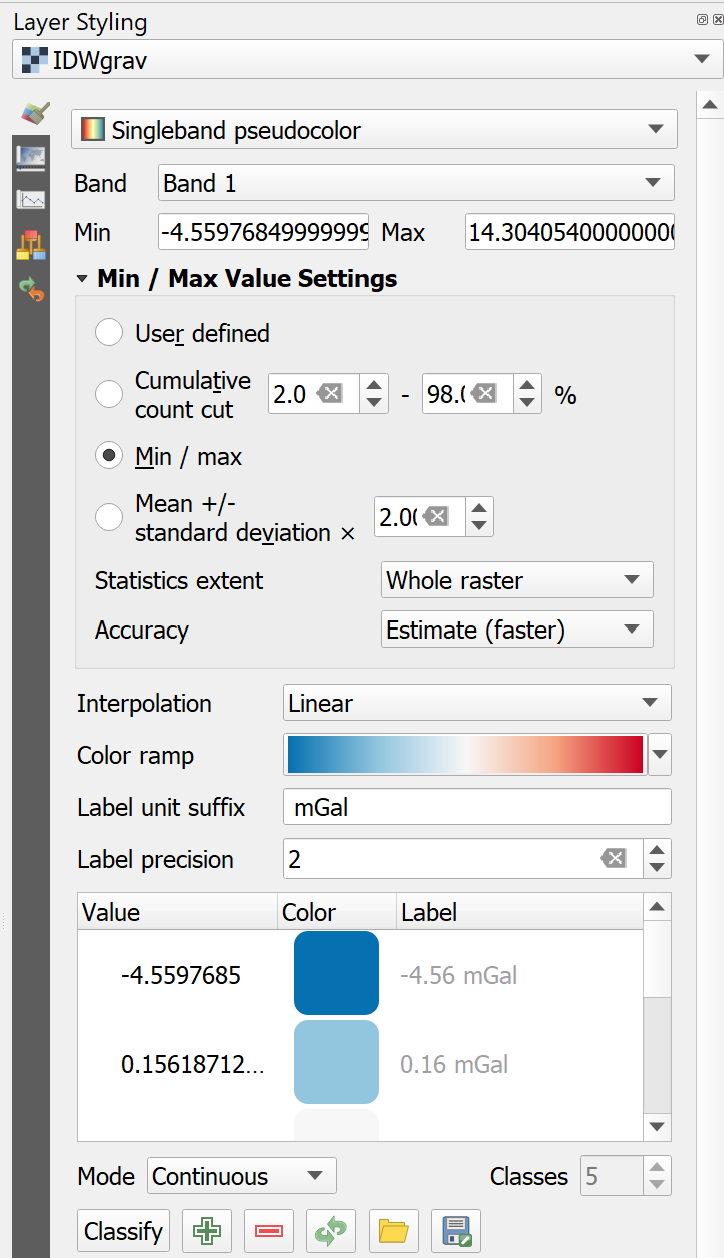 Layer Styling
IDWgrav
Singleband pseudocolor
Band Band 1
Min -4.55976849999999 Max 14.3040540000000
Min / Max Value Settings
User defined
Cumulative
count cut 2.0 - 98.0 %
Min / max
Mean +/-
standard deviation × 2.00
Statistics extent Whole raster
Accuracy Estimate (faster)
Interpolation Linear
Color ramp
Label unit suffix mGal
Label precision 2
Value Color Label
-4.5597685 -4.56 mGal
0.15618712... 0.16 mGal
Mode Continuous Classes 5
Classify